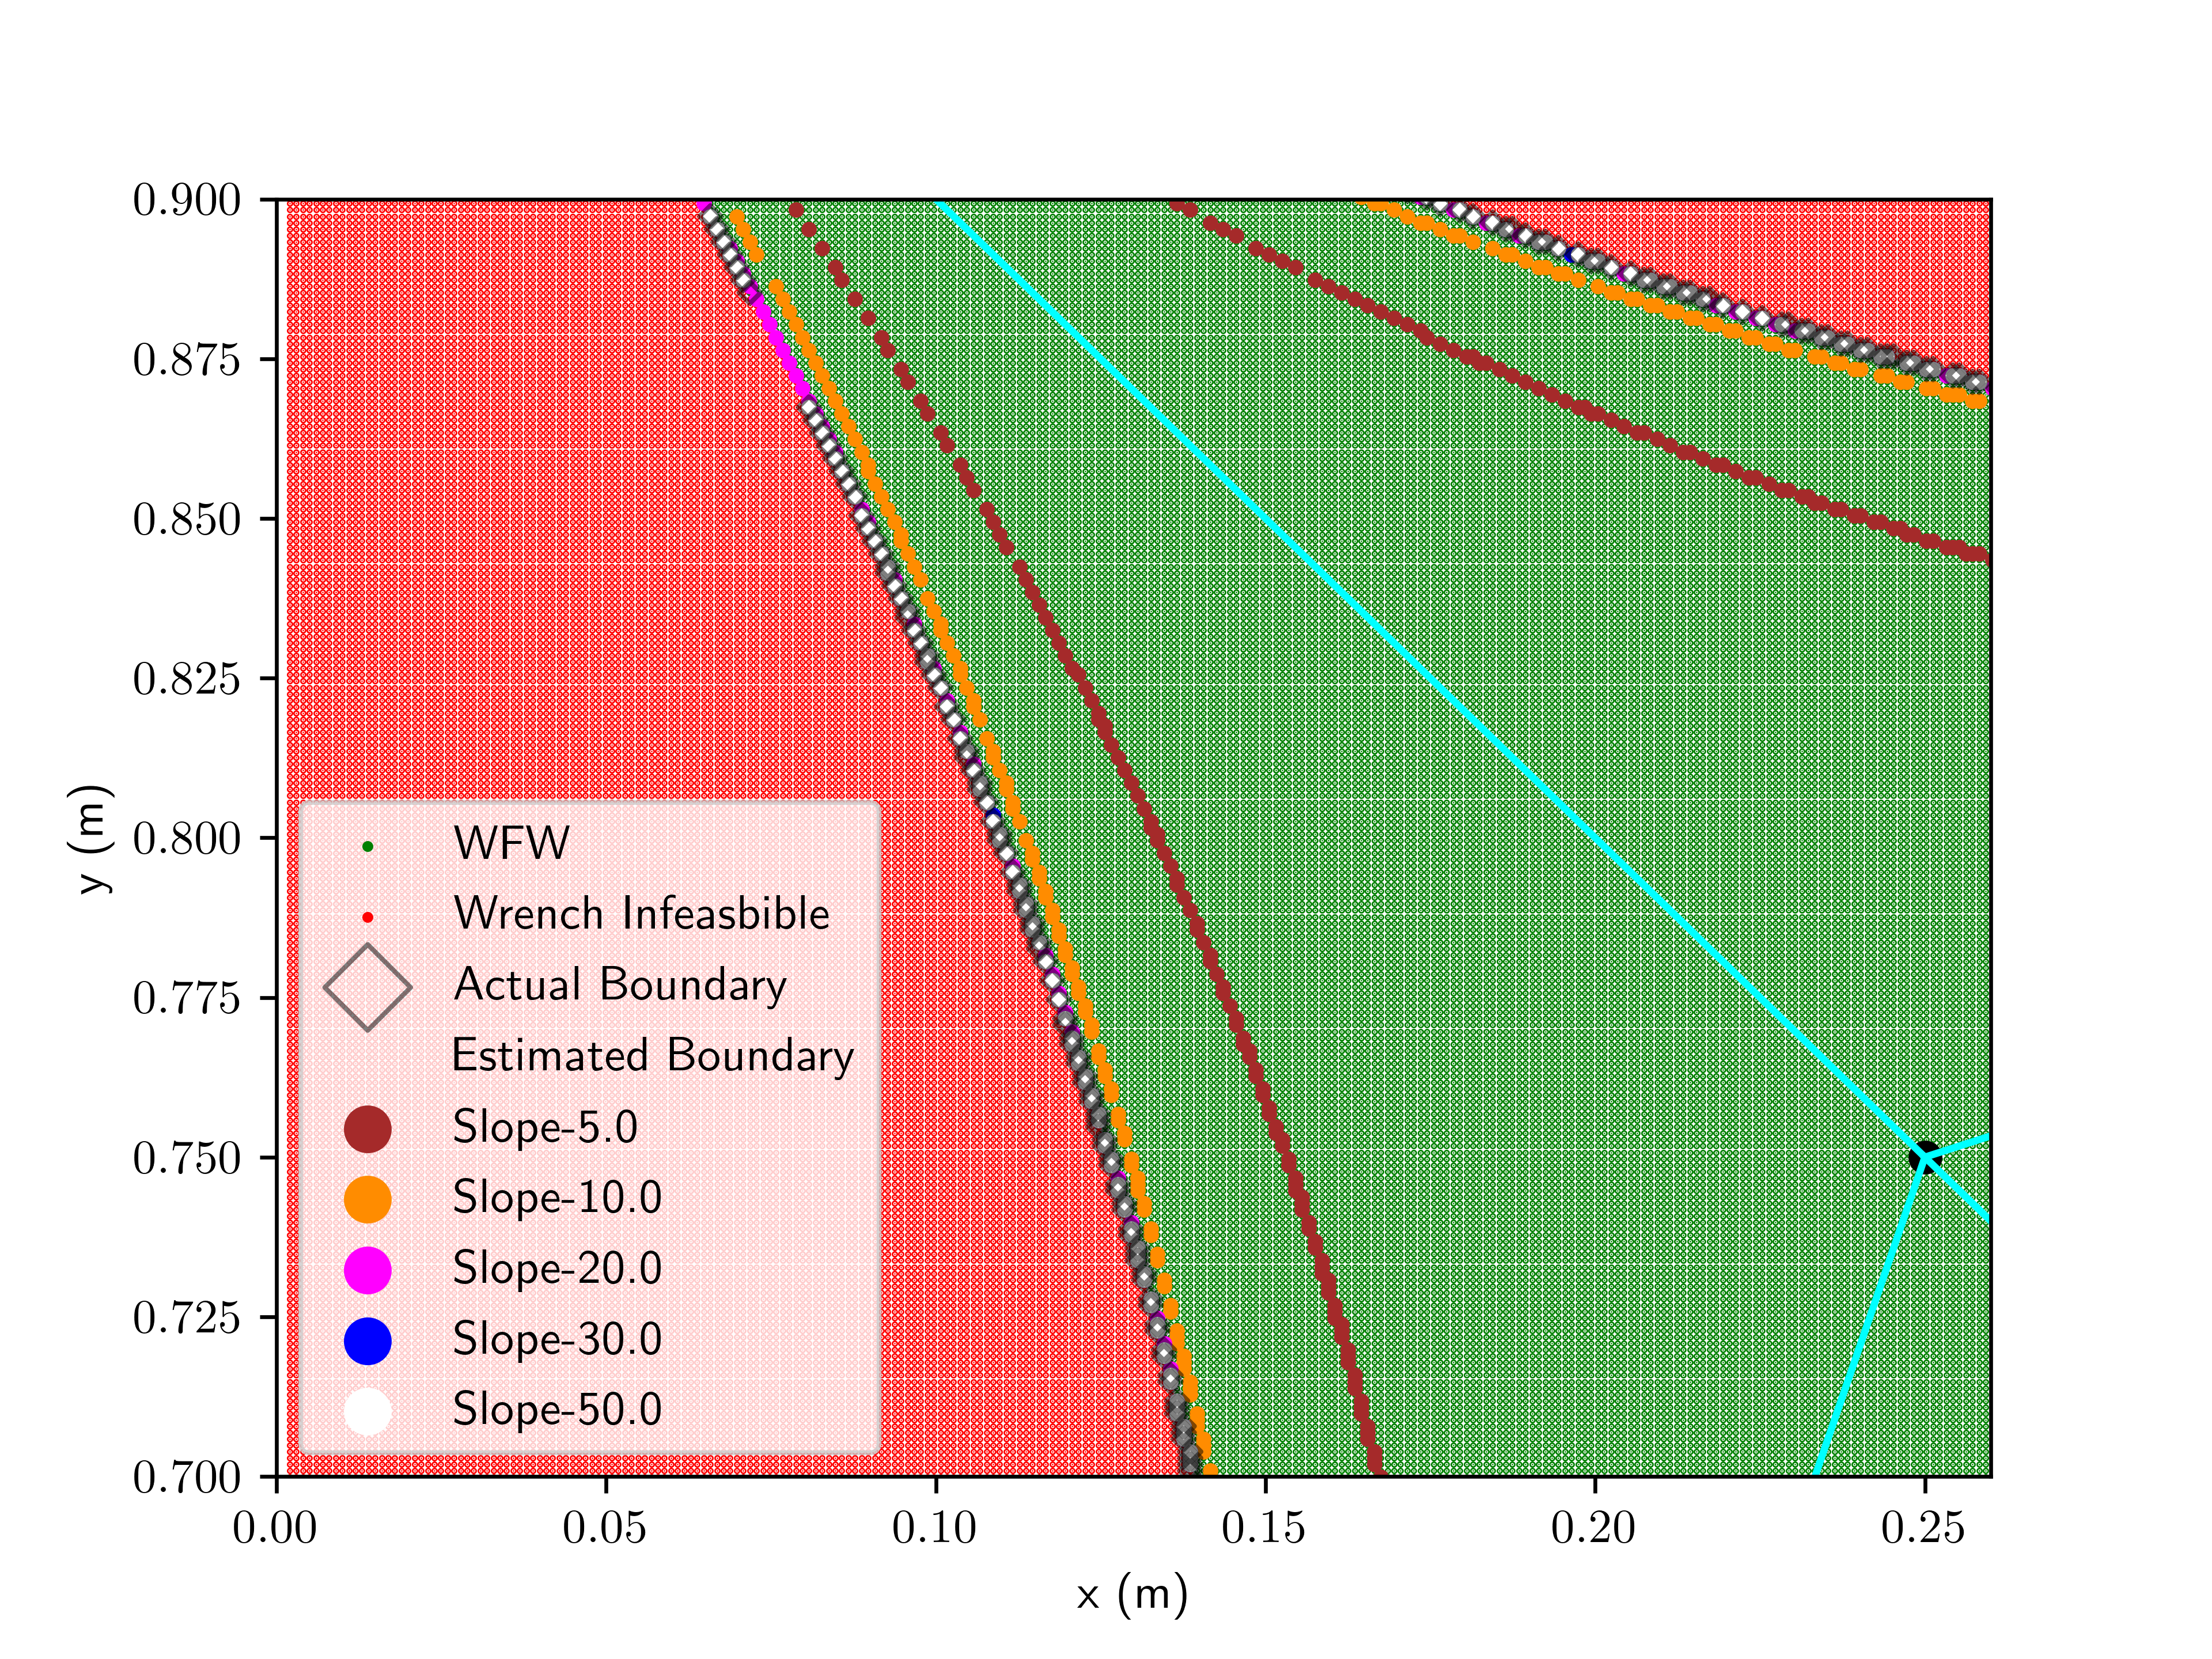 0.900
0.875
0.850
0.825
0.800
0.775
0.750
0.725
0.700
y (m)
WFW
Wrench Infeasbible
Actual Boundary
Estimated Boundary
Slope-5.0
Slope-10.0
Slope-20.0
Slope-30.0
Slope-50.0
0.00 0.05 0.10 0.15 0.20 0.25
x (m)